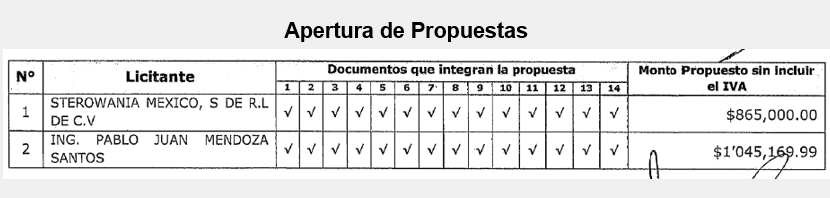 Apertura de Propuestas
Nº Licitante Documentos que integran la propuesta Monto Propuesto sin incluir el IVA
1 2 3 4 5 6 7 8 9 10 11 12 13 14
1 STEROWANIA MEXICO, S DE R.L DE C.V √ √ √ √ √ √ √ √ √ √ √ √ √ √ $865,000.00
2 ING. PABLO JUAN MENDOZA SANTOS √ √ √ √ √ √ √ √ √ √ √ √ √ √ $1'045,169.99